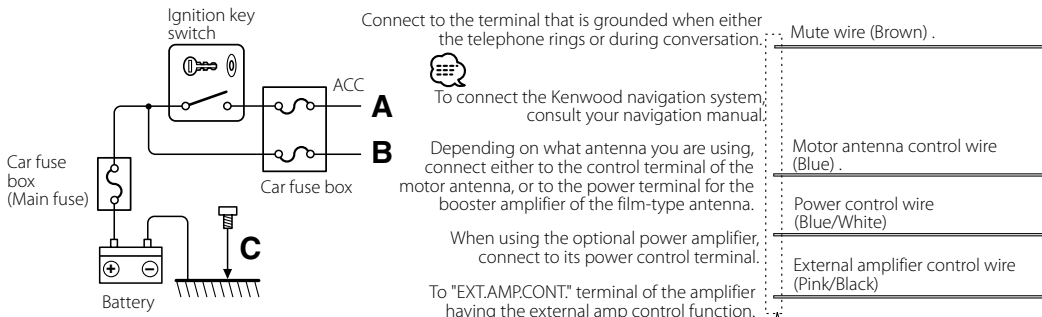 Ignition key
switch
ACC
A
B
Car fuse
box
(Main fuse)
Car fuse box
C
Battery
Connect to the terminal that is grounded when either
the telephone rings or during conversation.
Mute wire (Brown) .
To connect the Kenwood navigation system,
consult your navigation manual.
Depending on what antenna you are using,
connect either to the control terminal of the
motor antenna, or to the power terminal for the
booster amplifier of the film-type antenna.
Motor antenna control wire
(Blue) .
When using the optional power amplifier,
connect to its power control terminal.
Power control wire
(Blue/White)
To "EXT.AMP.CONT." terminal of the amplifier
having the external amp control function.
External amplifier control wire
(Pink/Black)